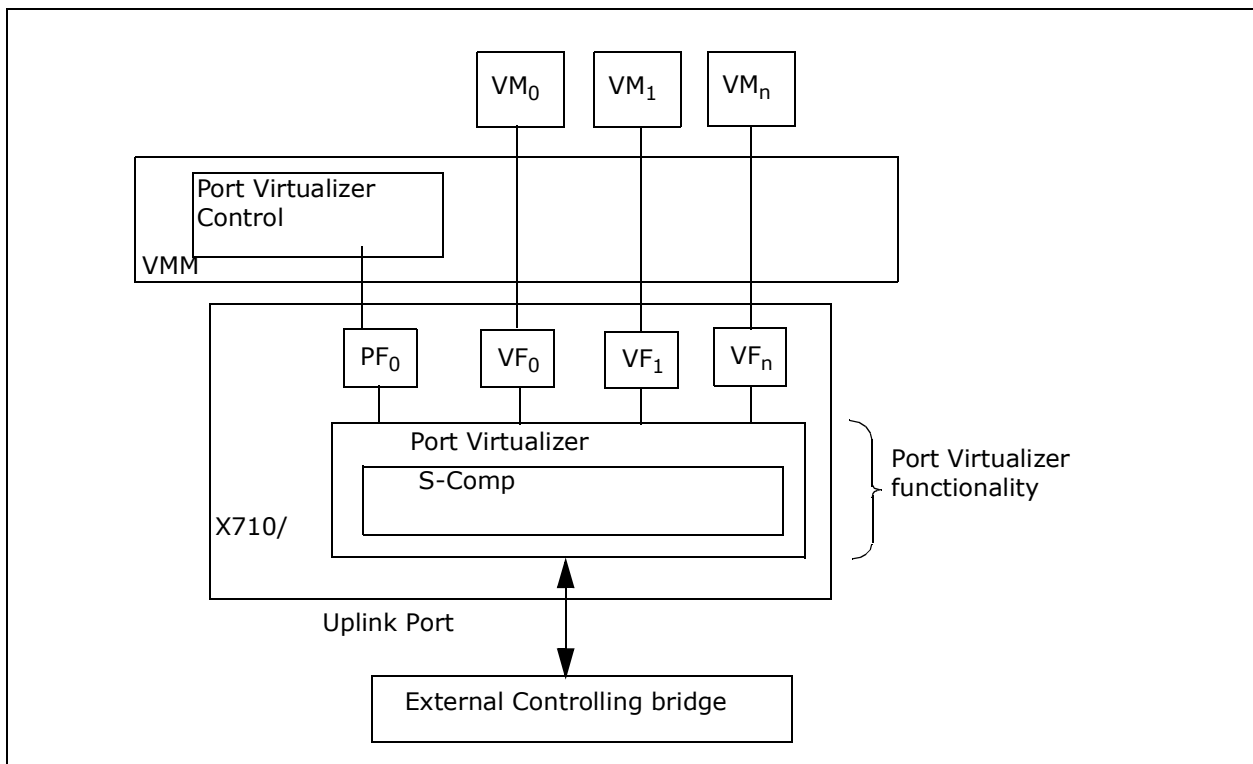 VM0
VM1
VMn
Port Virtualizer
Control
VMM
PF0
VF0
VF1
VFn
Port Virtualizer
S-Comp
X710/
Port Virtualizer
functionality
Uplink Port
External Controlling bridge